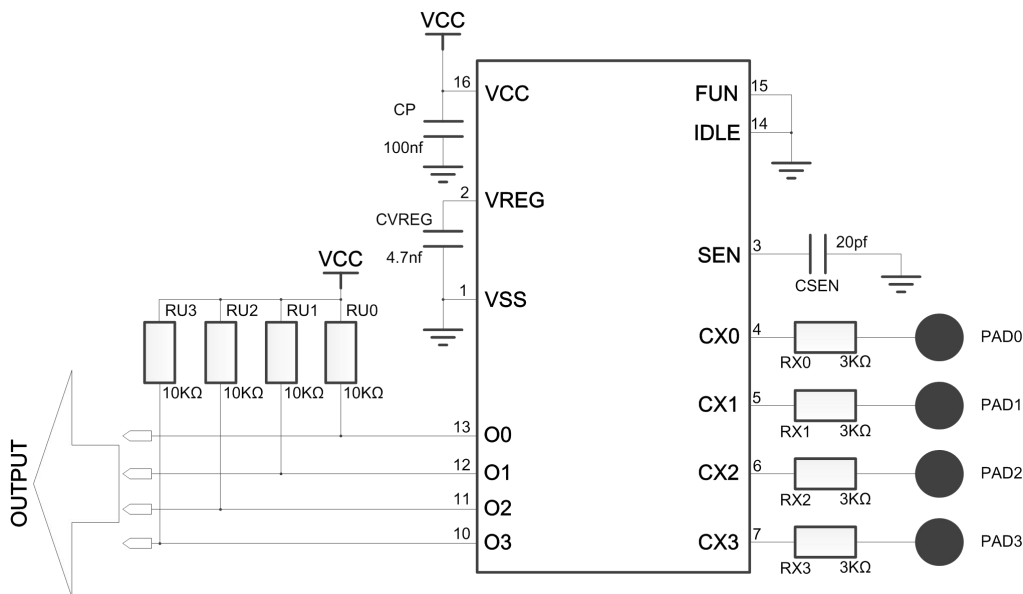 VCC
16
VCC
CP
100nf
2
VREG
CVREG
4.7nf
1
VSS
VCC
RU3
RU2
RU1
RU0
10KΩ
10KΩ
10KΩ
10KΩ
13
O0
12
O1
11
O2
10
O3
OUTPUT
FUN
15
IDLE
14
SEN
3
20pf
CSEN
CX0
4
RX0
3KΩ
PAD0
CX1
5
RX1
3KΩ
PAD1
CX2
6
RX2
3KΩ
PAD2
CX3
7
RX3
3KΩ
PAD3